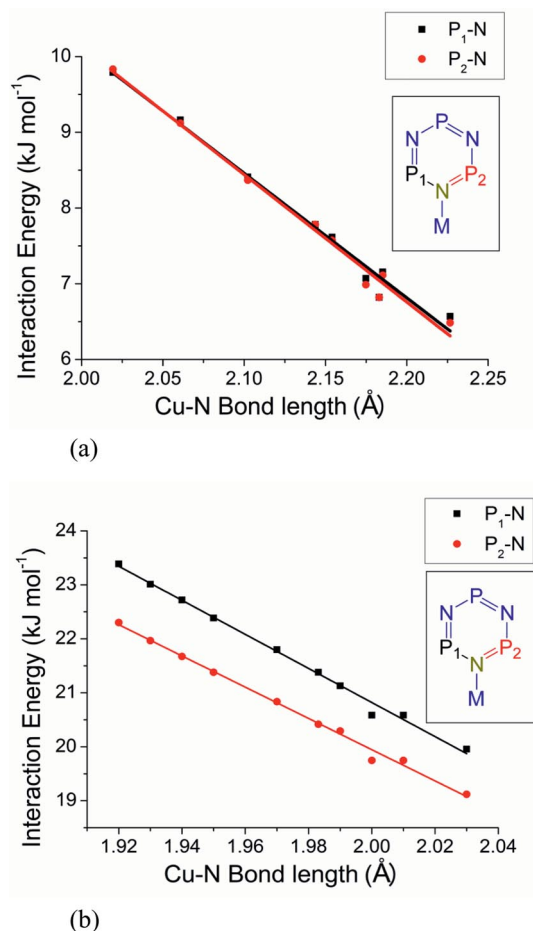 P₁-N
P₂-N
10
9
8
7
6
Interaction Energy (kJ mol⁻¹)
P
N N
P₁ P₂
N
M
2.00 2.05 2.10 2.15 2.20 2.25
Cu-N Bond length (Å)
(a)
P₁-N
P₂-N
24
23
22
21
20
19
Interaction Energy (kJ mol⁻¹)
P
N N
P₁ P₂
N
M
1.92 1.94 1.96 1.98 2.00 2.02 2.04
Cu-N Bond length (Å)
(b)